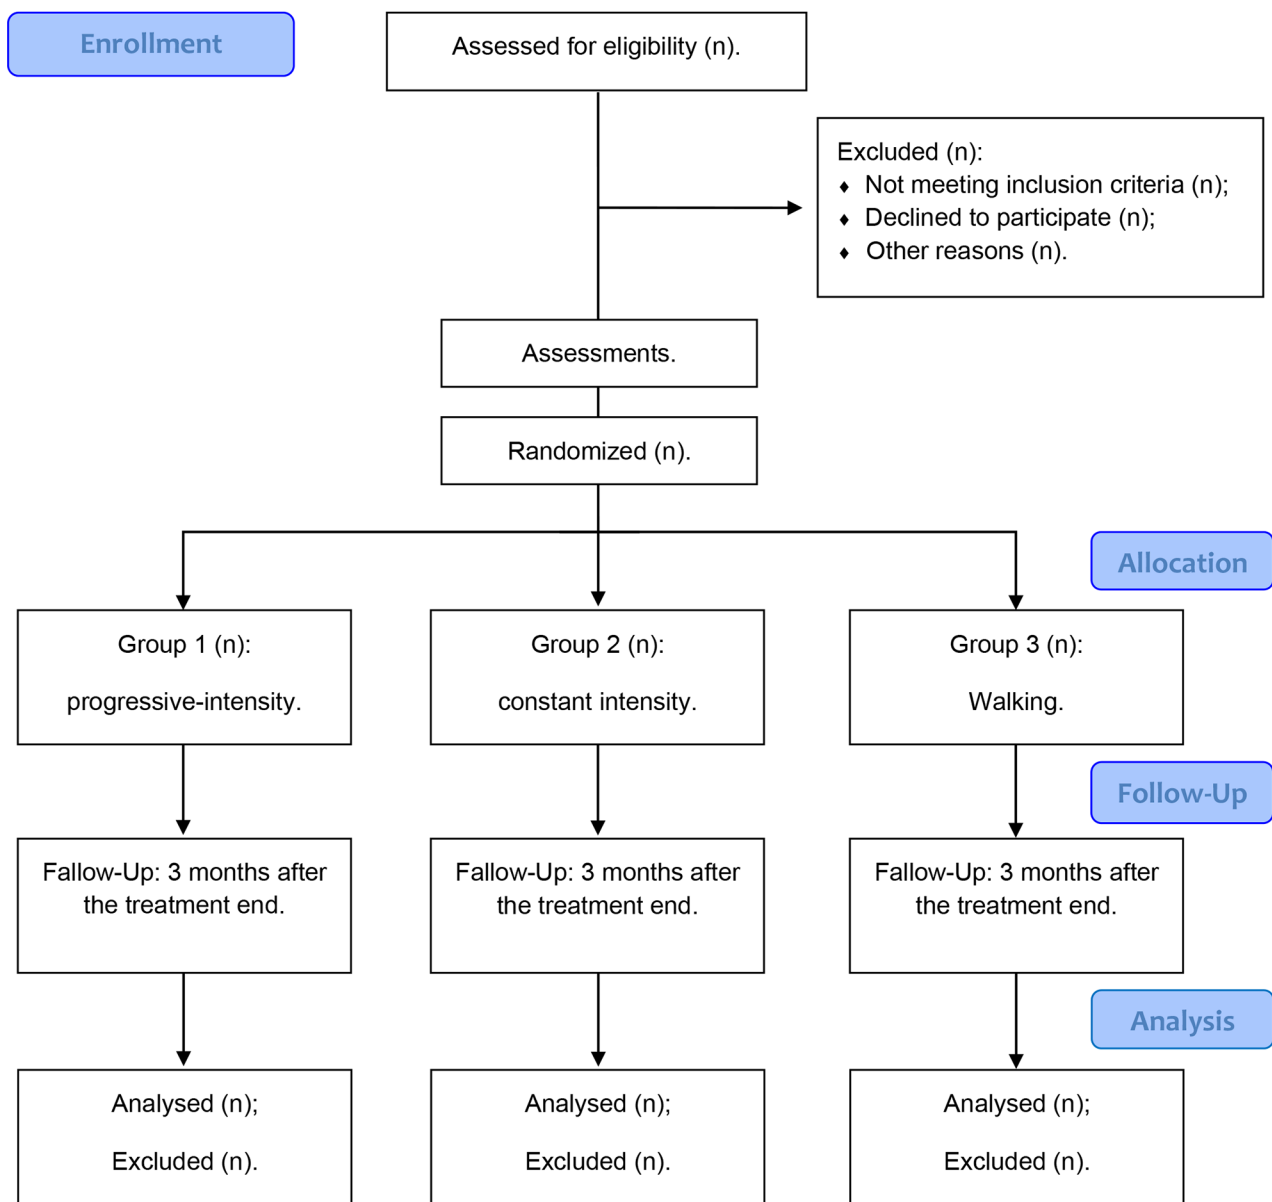 Enrollment
Assessed for eligibility (n).
Excluded (n):
♦ Not meeting inclusion criteria (n);
♦ Declined to participate (n);
♦ Other reasons (n).
Assessments.
Randomized (n).
Allocation
Group 1 (n):
progressive-intensity.
Group 2 (n):
constant intensity.
Group 3 (n):
Walking.
Follow-Up
Fallow-Up: 3 months after
the treatment end.
Fallow-Up: 3 months after
the treatment end.
Fallow-Up: 3 months after
the treatment end.
Analysis
Analysed (n);
Excluded (n).
Analysed (n);
Excluded (n).
Analysed (n);
Excluded (n).